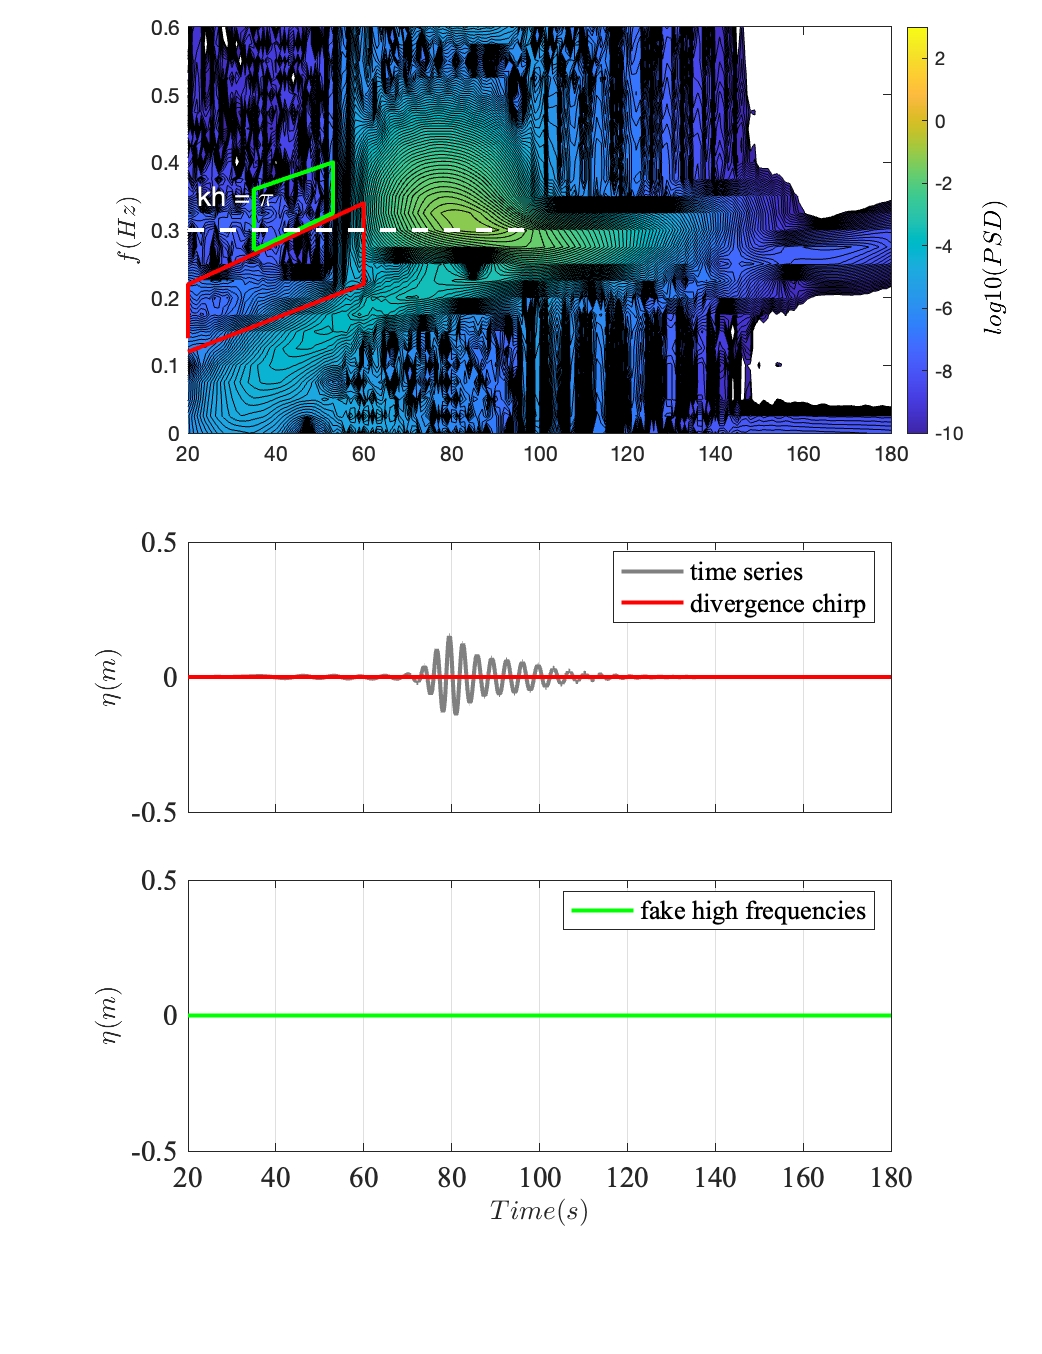 0.6
0.5
0.4
0.3
0.2
0.1
0
f(Hz)
kh = π
20 40 60 80 100 120 140 160 180
2
0
-2
-4
-6
-8
-10
log10(PSD)
0.5
0
-0.5
η(m)
time series
divergence chirp
0.5
0
-0.5
η(m)
fake high frequencies
20 40 60 80 100 120 140 160 180
Time(s)